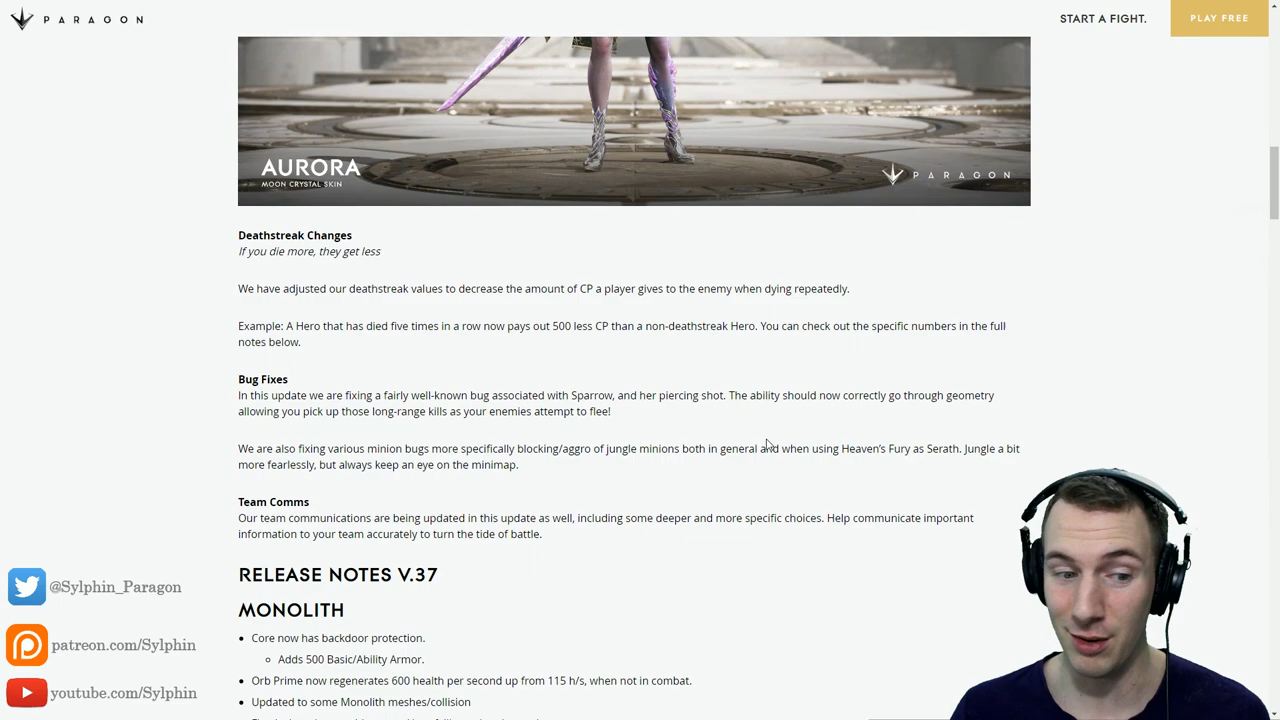 PARAGON
START A FIGHT.
PLAY FREE
AURORA
MOON CRYSTAL SKIN
PARAGON
Deathstreak Changes
If you die more, they get less
We have adjusted our deathstreak values to decrease the amount of CP a player gives to the enemy when dying repeatedly.
Example: A Hero that has died five times in a row now pays out 500 less CP than a non-deathstreak Hero. You can check out the specific numbers in the full
notes below.
Bug Fixes
In this update we are fixing a fairly well-known bug associated with Sparrow, and her piercing shot. The ability should now correctly go through geometry
allowing you pick up those long-range kills as your enemies attempt to flee!
We are also fixing various minion bugs more specifically blocking/aggro of jungle minions both in general and when using Heaven's Fury as Serath. Jungle a bit
more fearlessly, but always keep an eye on the minimap.
Team Comms
Our team communications are being updated in this update as well, including some deeper and more specific choices. Help communicate important
information to your team accurately to turn the tide of battle.
RELEASE NOTES V.37
MONOLITH
• Core now has backdoor protection.
○ Adds 500 Basic/Ability Armor.
• Orb Prime now regenerates 600 health per second up from 115 h/s, when not in combat.
• Updated to some Monolith meshes/collision
@Sylphin_Paragon
patreon.com/Sylphin
youtube.com/Sylphin